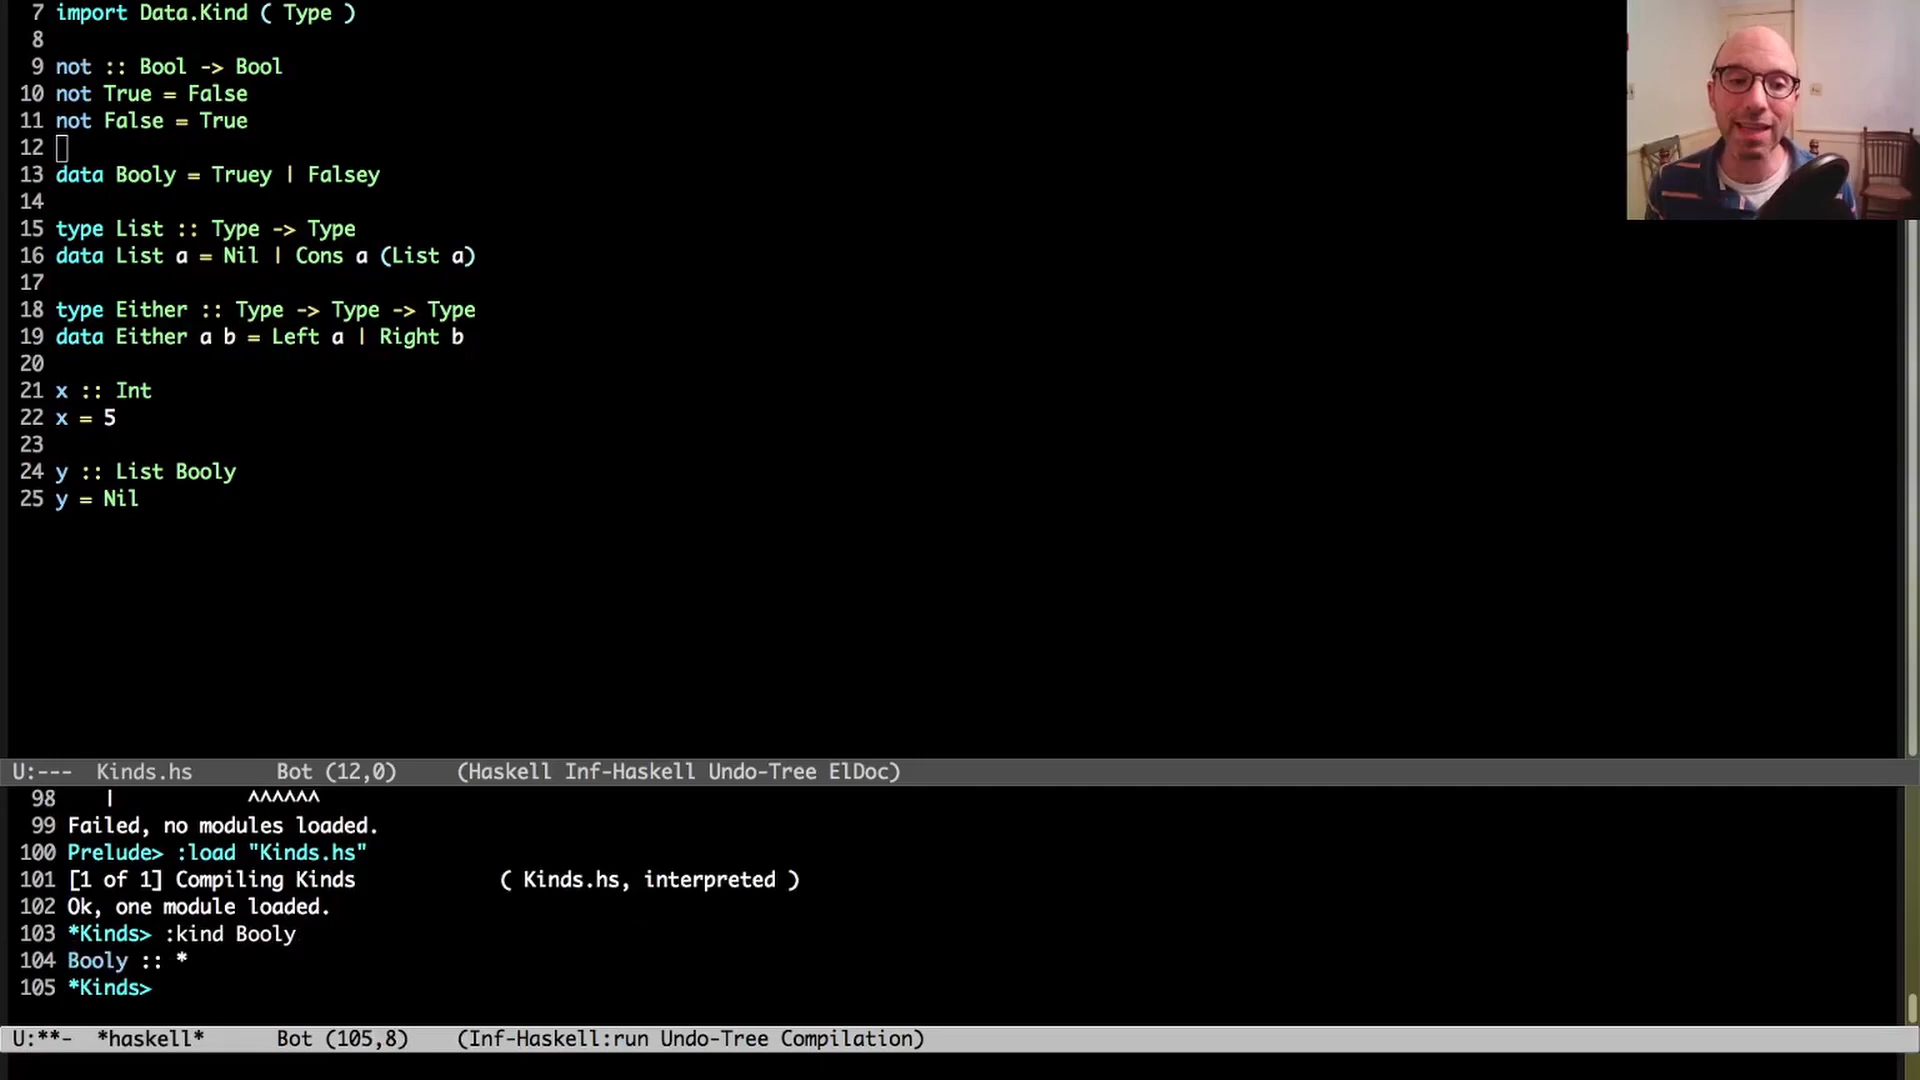 7 import Data.Kind ( Type )
8
9 not :: Bool -> Bool
10 not True = False
11 not False = True
12
13 data Booly = Truey | Falsey
14
15 type List :: Type -> Type
16 data List a = Nil | Cons a (List a)
17
18 type Either :: Type -> Type -> Type
19 data Either a b = Left a | Right b
20
21 x :: Int
22 x = 5
23
24 y :: List Booly
25 y = Nil
U:--- Kinds.hs Bot (12,0) (Haskell Inf-Haskell Undo-Tree ElDoc)
98 | ^^^^^^
99 Failed, no modules loaded.
100 Prelude> :load "Kinds.hs"
101 [1 of 1] Compiling Kinds ( Kinds.hs, interpreted )
102 Ok, one module loaded.
103 *Kinds> :kind Booly
104 Booly :: *
105 *Kinds>
U:**- *haskell* Bot (105,8) (Inf-Haskell:run Undo-Tree Compilation)